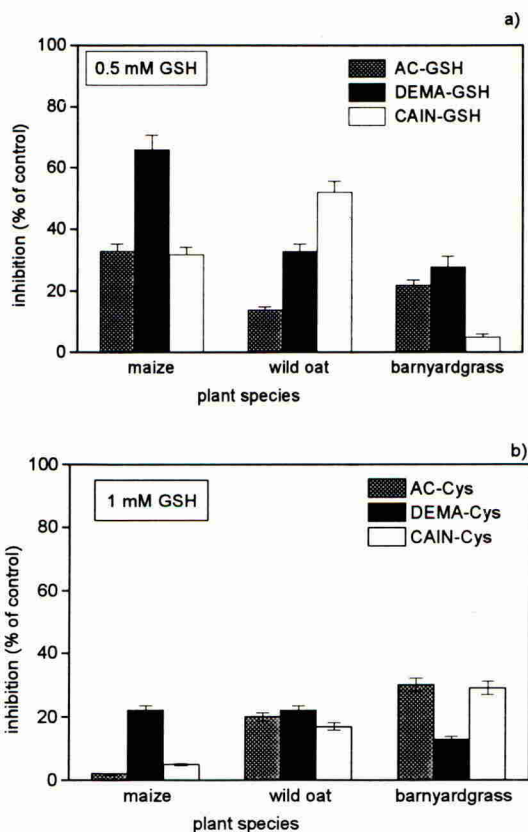 a)
100
80
60
40
20
0
inhibtion (% of control)
0.5 mM GSH
AC-GSH
DEMA-GSH
CAIN-GSH
maize wild oat barnyardgrass
plant species
b)
100
80
60
40
20
0
inhibition (% of control)
1 mM GSH
AC-Cys
DEMA-Cys
CAIN-Cys
maize wild oat barnyardgrass
plant species